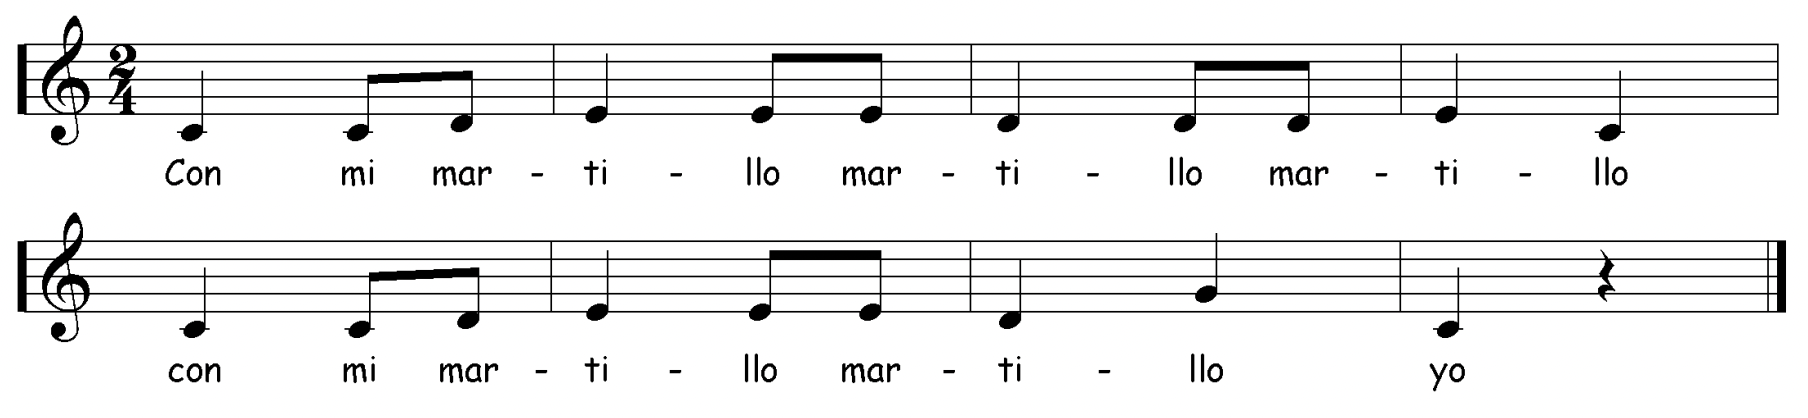 2
4
Con mi mar - ti - llo mar - ti - llo mar - ti - llo
con mi mar - ti - llo mar - ti - llo yo